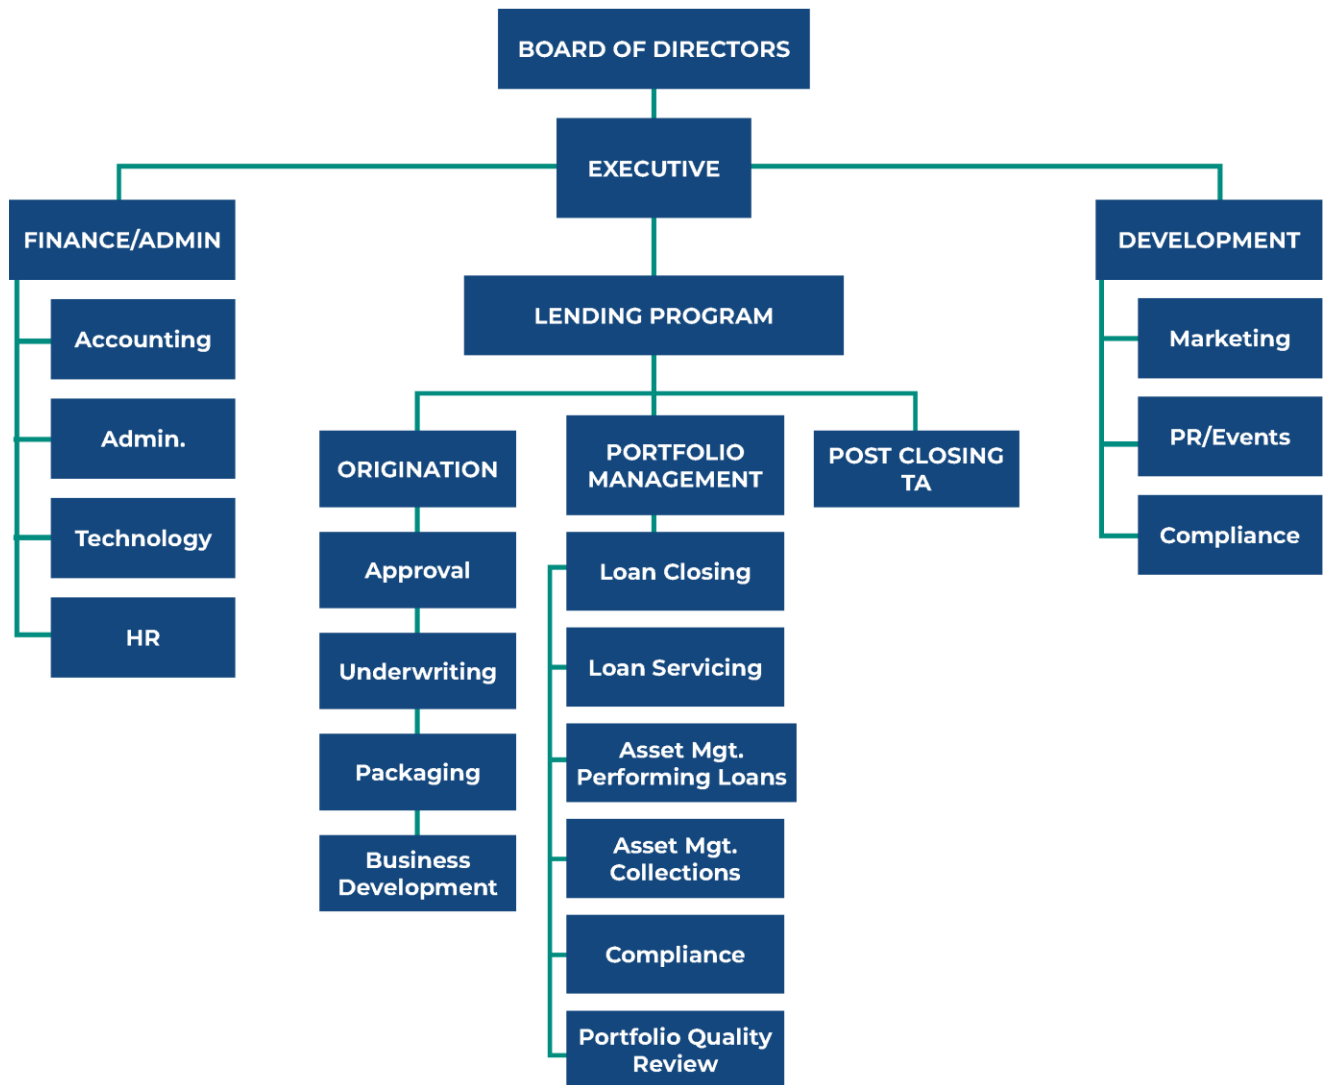 BOARD OF DIRECTORS
EXECUTIVE
FINANCE/ADMIN
Accounting
Admin.
Technology
HR
LENDING PROGRAM
ORIGINATION
Approval
Underwriting
Packaging
Business
Development
PORTFOLIO
MANAGEMENT
Loan Closing
Loan Servicing
Asset Mgt.
Performing Loans
Asset Mgt.
Collections
Compliance
Portfolio Quality
Review
POST CLOSING
TA
DEVELOPMENT
Marketing
PR/Events
Compliance